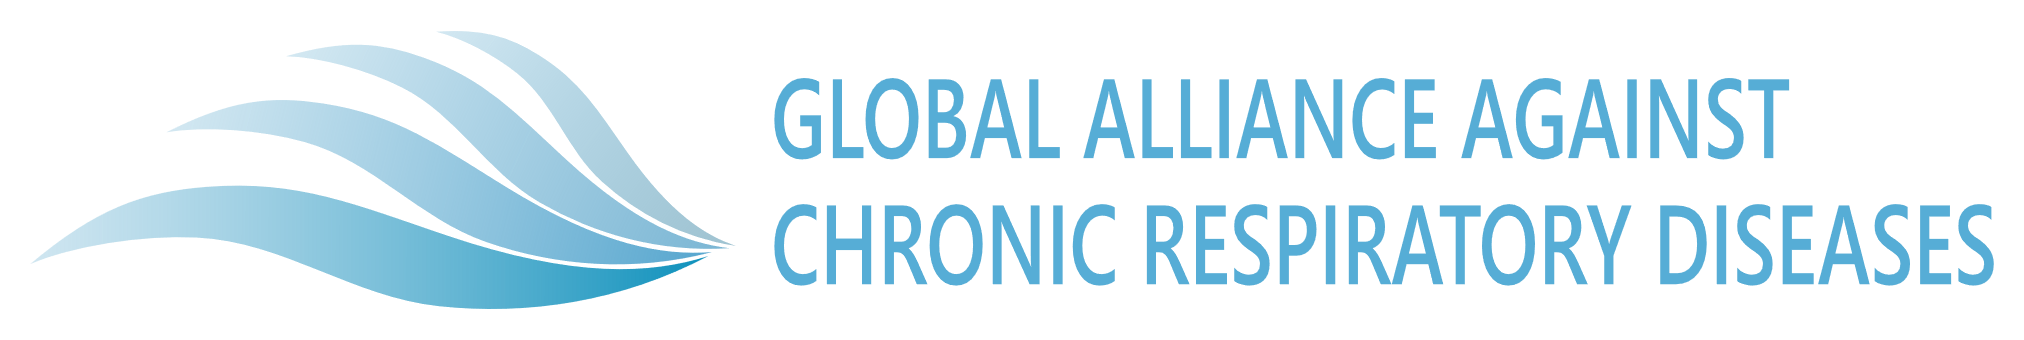 GLOBAL ALLIANCE AGAINST
CHRONIC RESPIRATORY DISEASES